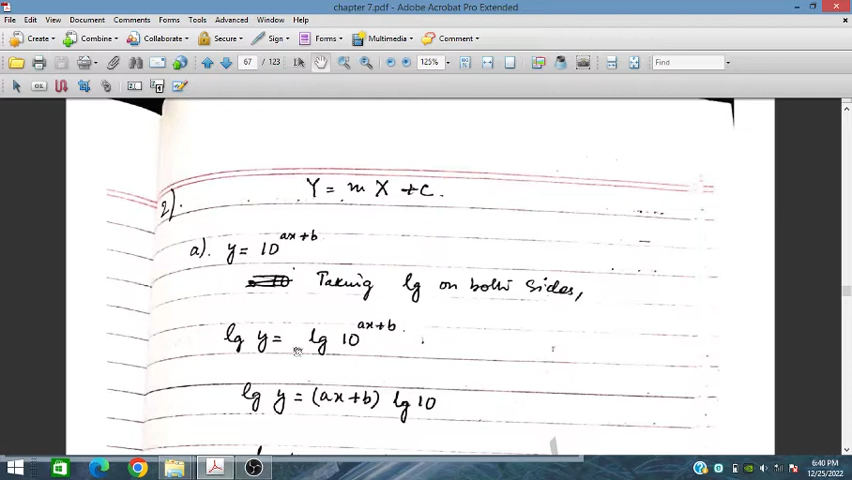 chapter 7.pdf - Adobe Acrobat Pro Extended
File Edit View Document Comments Forms Tools Advanced Window Help
Create Combine Collaborate Secure Sign Forms Multimedia Comment
67 / 123 125% Find
Y = mX + C.
2).
a). y = 10^{ax+b}
Taking lg on both sides,
lg y = lg 10^{ax+b}.
lg y = (ax+b) lg 10
6:40 PM
12/25/2022